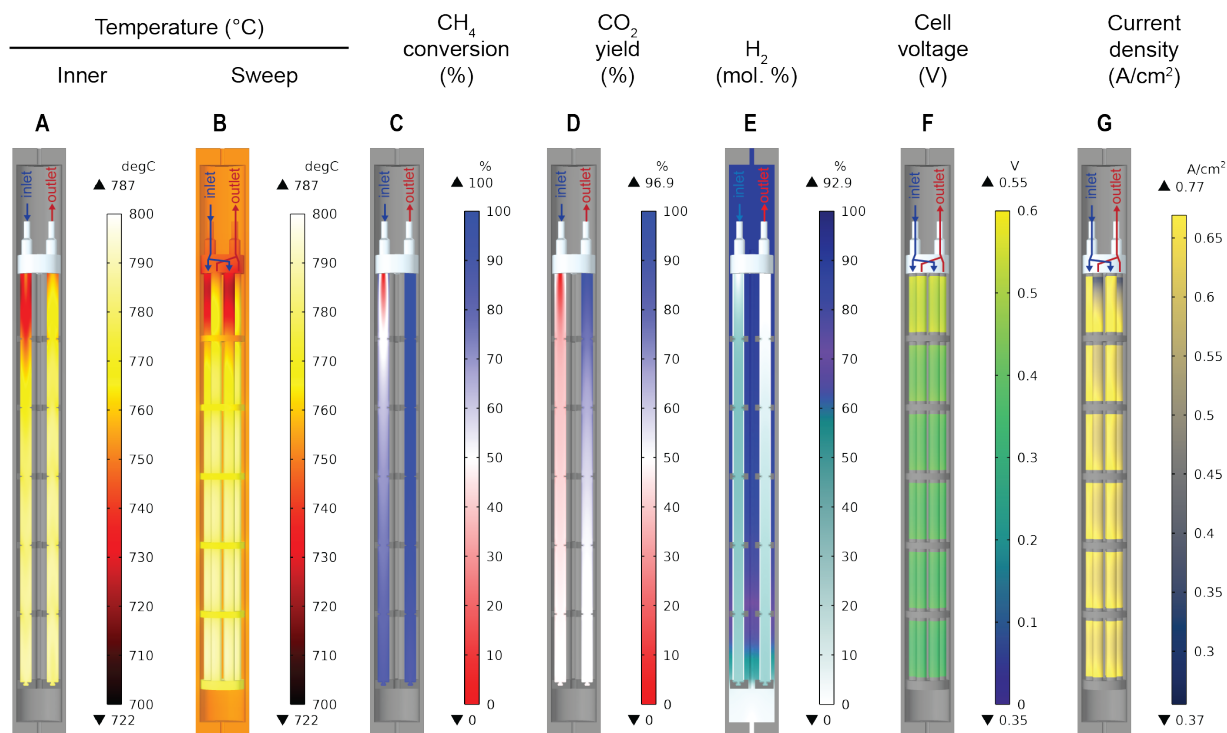 Temperature (°C)
Inner
Sweep
CH4 conversion (%)
CO2 yield (%)
H2 (mol. %)
Cell voltage (V)
Current density (A/cm²)
A
degC
▲ 787
inlet
outlet
800
790
780
770
760
750
740
730
720
710
700
▼ 722
B
degC
▲ 787
inlet
outlet
800
790
780
770
760
750
740
730
720
710
700
▼ 722
C
%
▲ 100
inlet
outlet
100
90
80
70
60
50
40
30
20
10
0
▼ 0
D
%
▲ 96.9
inlet
outlet
100
90
80
70
60
50
40
30
20
10
0
▼ 0
E
%
▲ 92.9
inlet
outlet
100
90
80
70
60
50
40
30
20
10
0
▼ 0
F
V
▲ 0.55
inlet
outlet
0.6
0.5
0.4
0.3
0.2
0.1
0
▼ 0.35
G
A/cm²
▲ 0.77
inlet
outlet
0.65
0.6
0.55
0.5
0.45
0.4
0.35
0.3
▼ 0.37